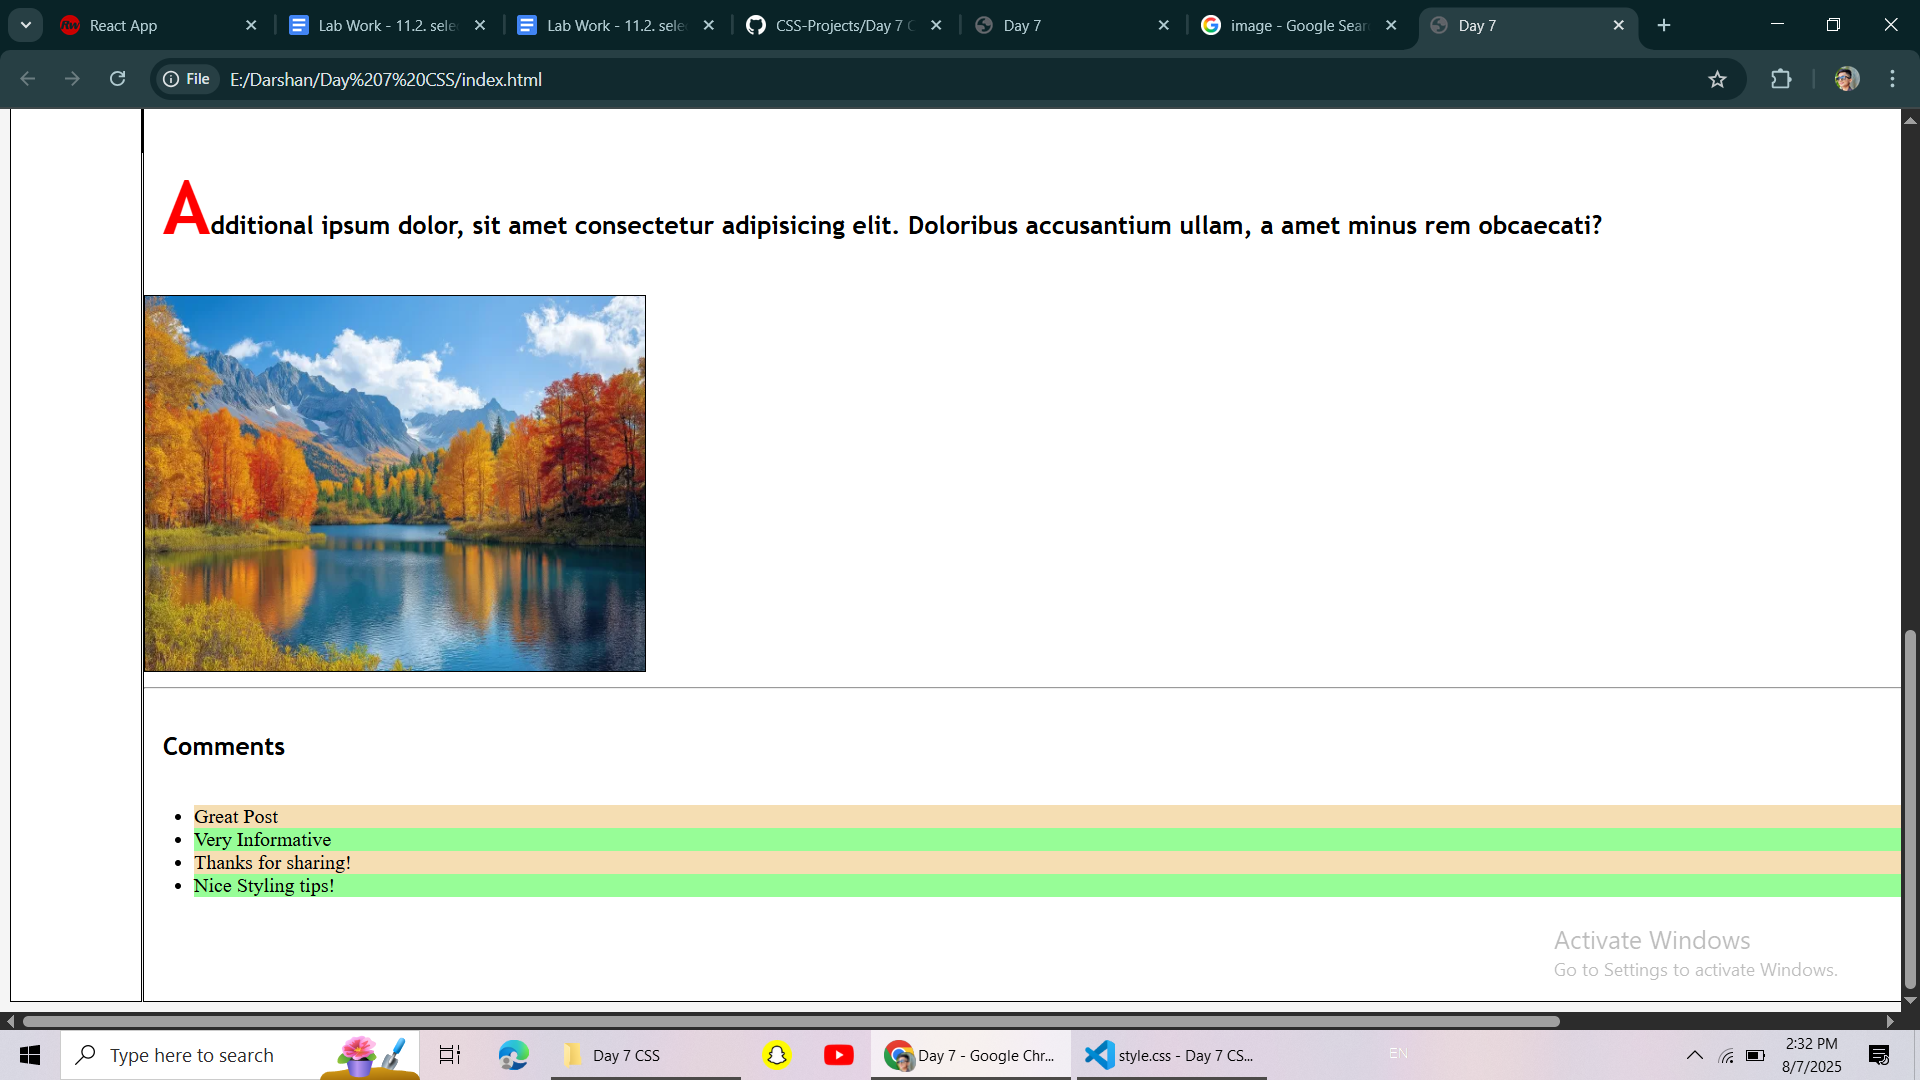 React App
Lab Work - 11.2. sele
Lab Work - 11.2. sele
CSS-Projects/Day 7 C
Day 7
image - Google Sear
Day 7
File
E:/Darshan/Day%207%20CSS/index.html
Additional ipsum dolor, sit amet consectetur adipisicing elit. Doloribus accusantium ullam, a amet minus rem obcaecati?
Comments
Great Post
Very Informative
Thanks for sharing!
Nice Styling tips!
Activate Windows
Go to Settings to activate Windows.
Type here to search
Day 7 CSS
Day 7 - Google Chr...
style.css - Day 7 CS...
EN
2:32 PM
8/7/2025